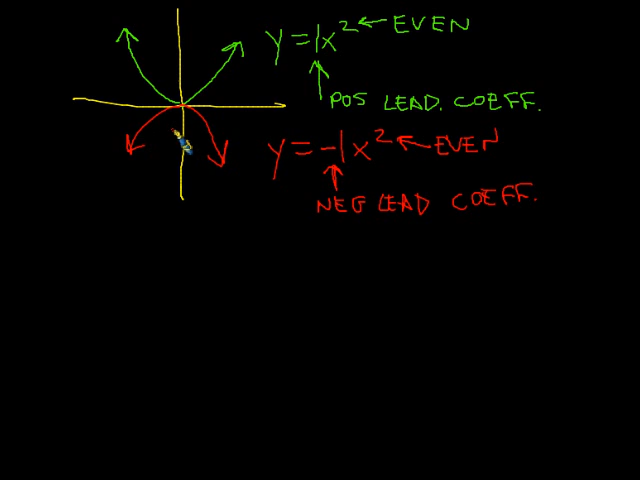 y = 1x² ← EVEN
POS LEAD. COEFF.
y = -1x² ← EVEN
NEG LEAD COEFF.